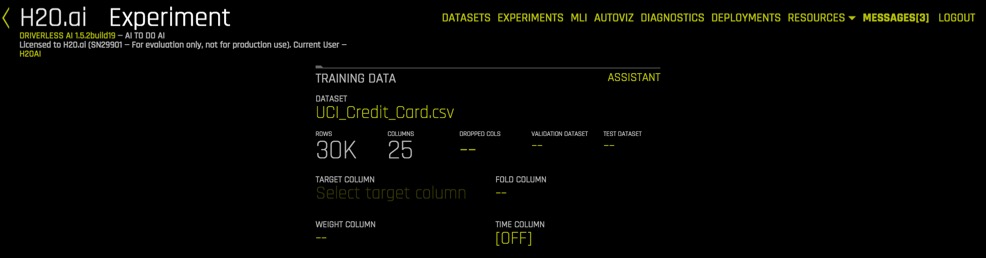 H2O.ai Experiment
DATASETS EXPERIMENTS MLI AUTOVIZ DIAGNOSTICS DEPLOYMENTS RESOURCES MESSAGES[3] LOGOUT
DRIVERLESS AI 1.5.2build19 – AI TO DO AI
Licensed to H2O.ai (SN29901 – For evaluation only, not for production use). Current User –
H2OAI
TRAINING DATA ASSISTANT
DATASET
UCI_Credit_Card.csv
ROWS COLUMNS DROPPED COLS VALIDATION DATASET TEST DATASET
30K 25 -- -- --
TARGET COLUMN FOLD COLUMN
Select target column --
WEIGHT COLUMN TIME COLUMN
-- [OFF]